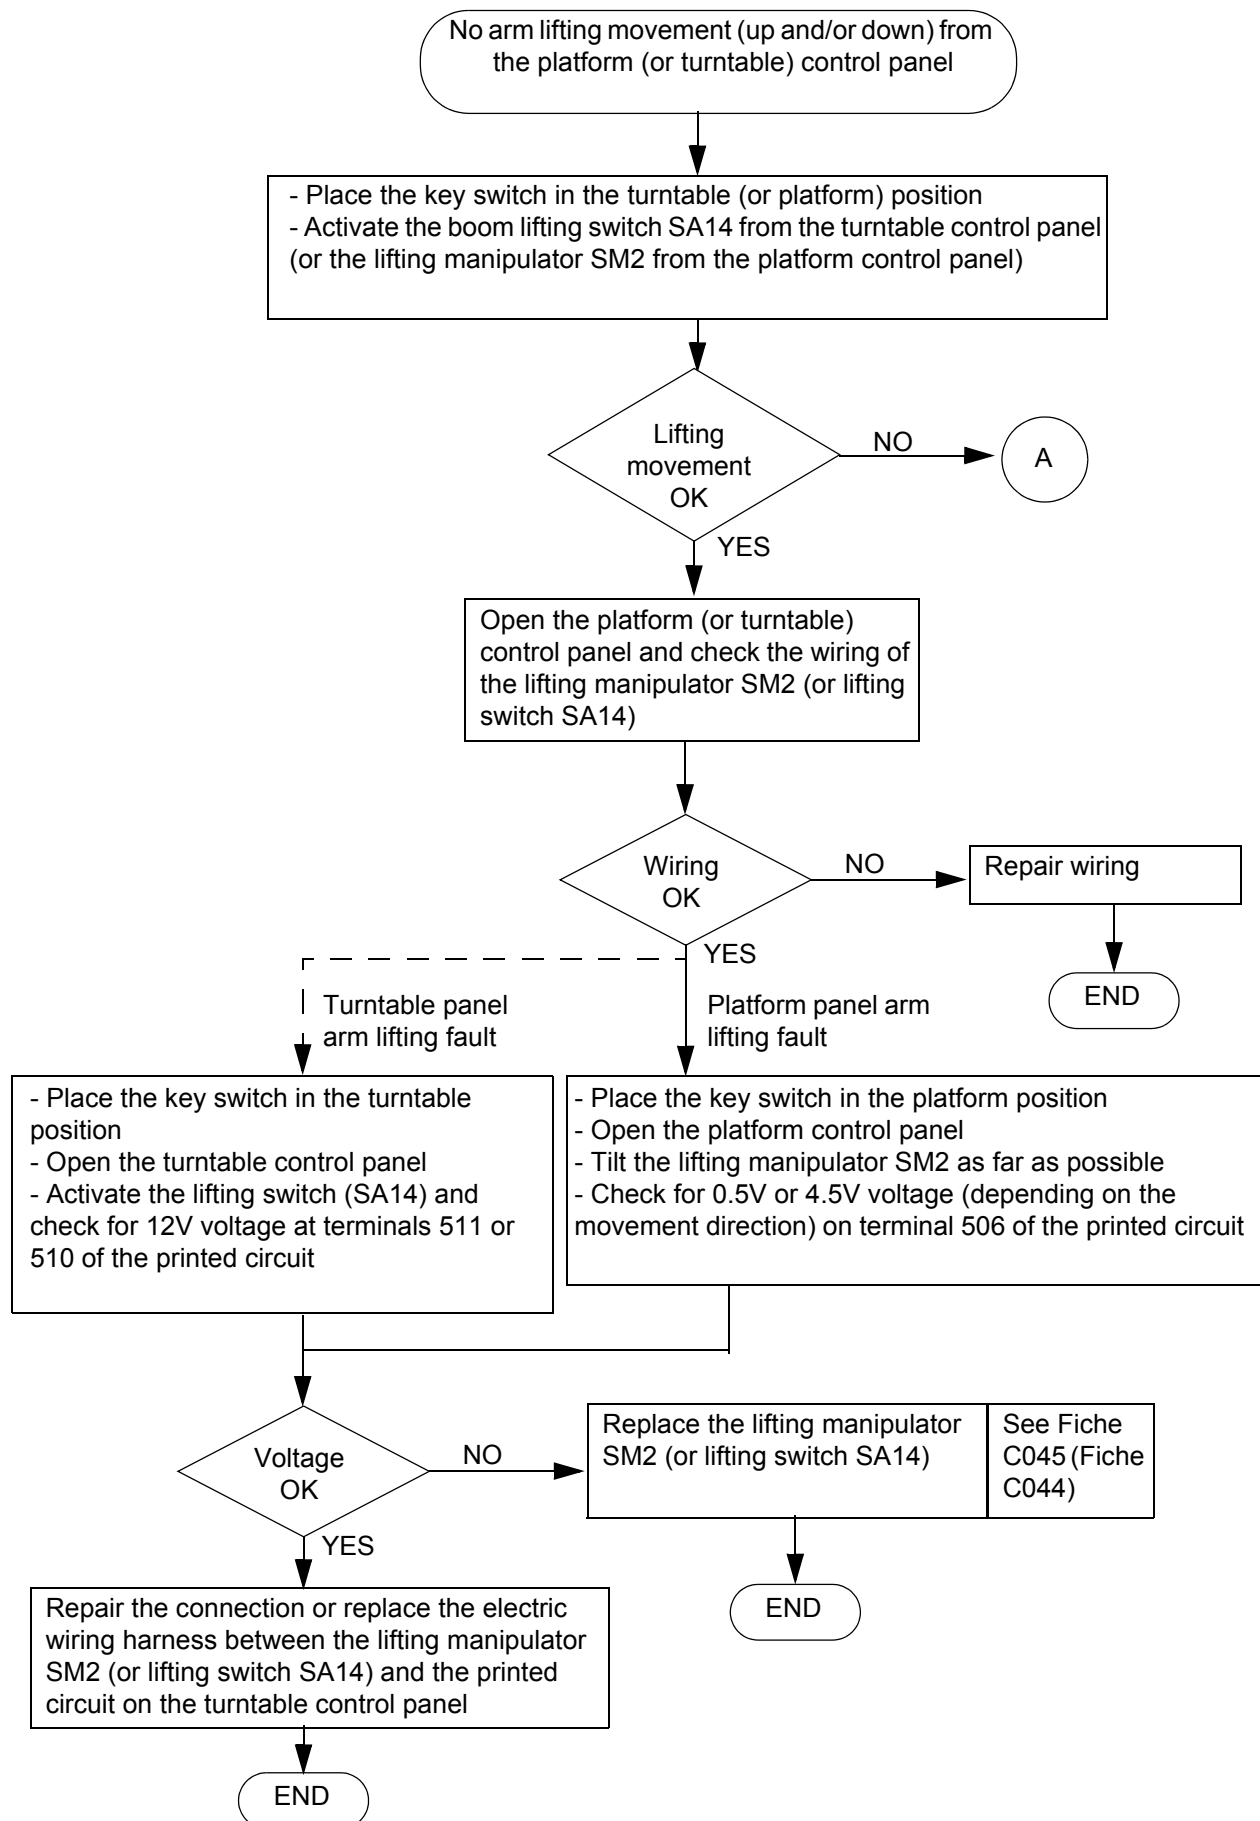 No arm lifting movement (up and/or down) from
the platform (or turntable) control panel
- Place the key switch in the turntable (or platform) position
- Activate the boom lifting switch SA14 from the turntable control panel
(or the lifting manipulator SM2 from the platform control panel)
Lifting
movement
OK
NO
A
YES
Open the platform (or turntable)
control panel and check the wiring of
the lifting manipulator SM2 (or lifting
switch SA14)
Wiring
OK
NO
Repair wiring
END
YES
Turntable panel
arm lifting fault
Platform panel arm
lifting fault
- Place the key switch in the turntable
position
- Open the turntable control panel
- Activate the lifting switch (SA14) and
check for 12V voltage at terminals 511 or
510 of the printed circuit
- Place the key switch in the platform position
- Open the platform control panel
- Tilt the lifting manipulator SM2 as far as possible
- Check for 0.5V or 4.5V voltage (depending on the
movement direction) on terminal 506 of the printed circuit
Voltage
OK
NO
Replace the lifting manipulator
SM2 (or lifting switch SA14)
See Fiche
C045 (Fiche
C044)
END
YES
Repair the connection or replace the electric
wiring harness between the lifting manipulator
SM2 (or lifting switch SA14) and the printed
circuit on the turntable control panel
END